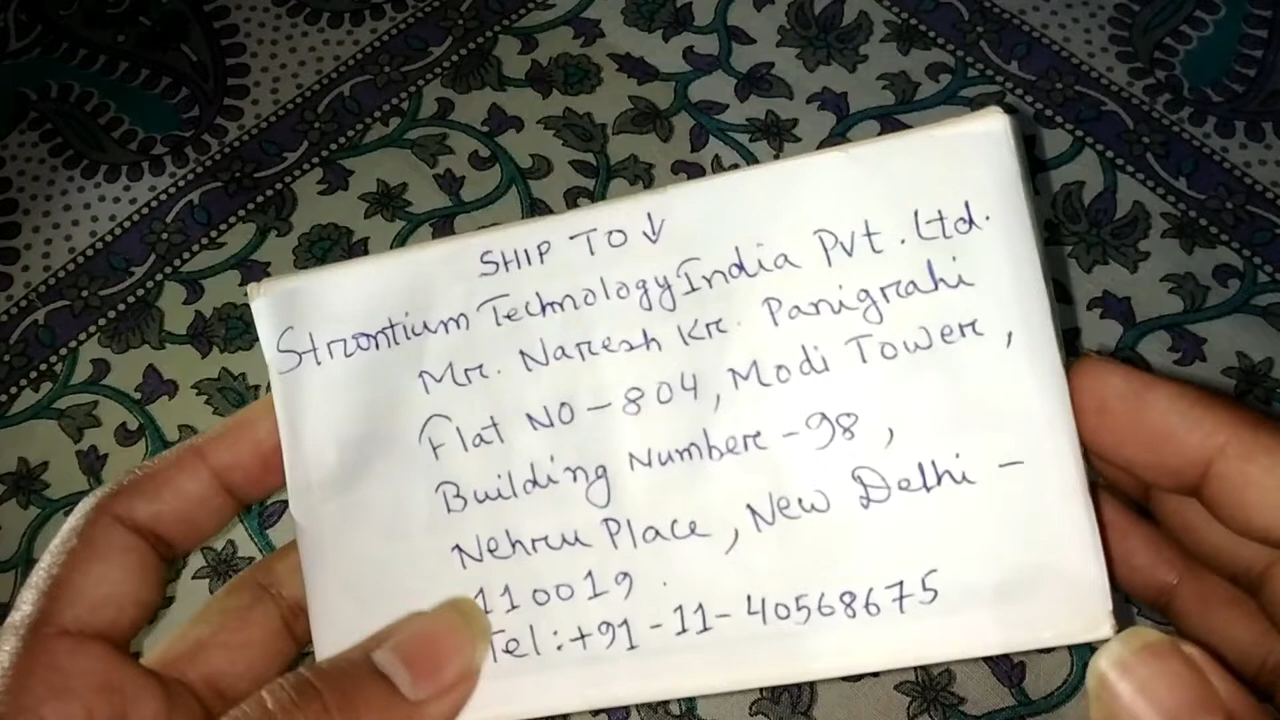 SHIP TO ↓
Strontium Technology India Pvt. Ltd.
Mr. Naresh Kr. Panigrahi
Flat NO-804, Modi Tower,
Building Number-98,
Nehru Place, New Delhi-
110019.
Tel:+91-11-40568675